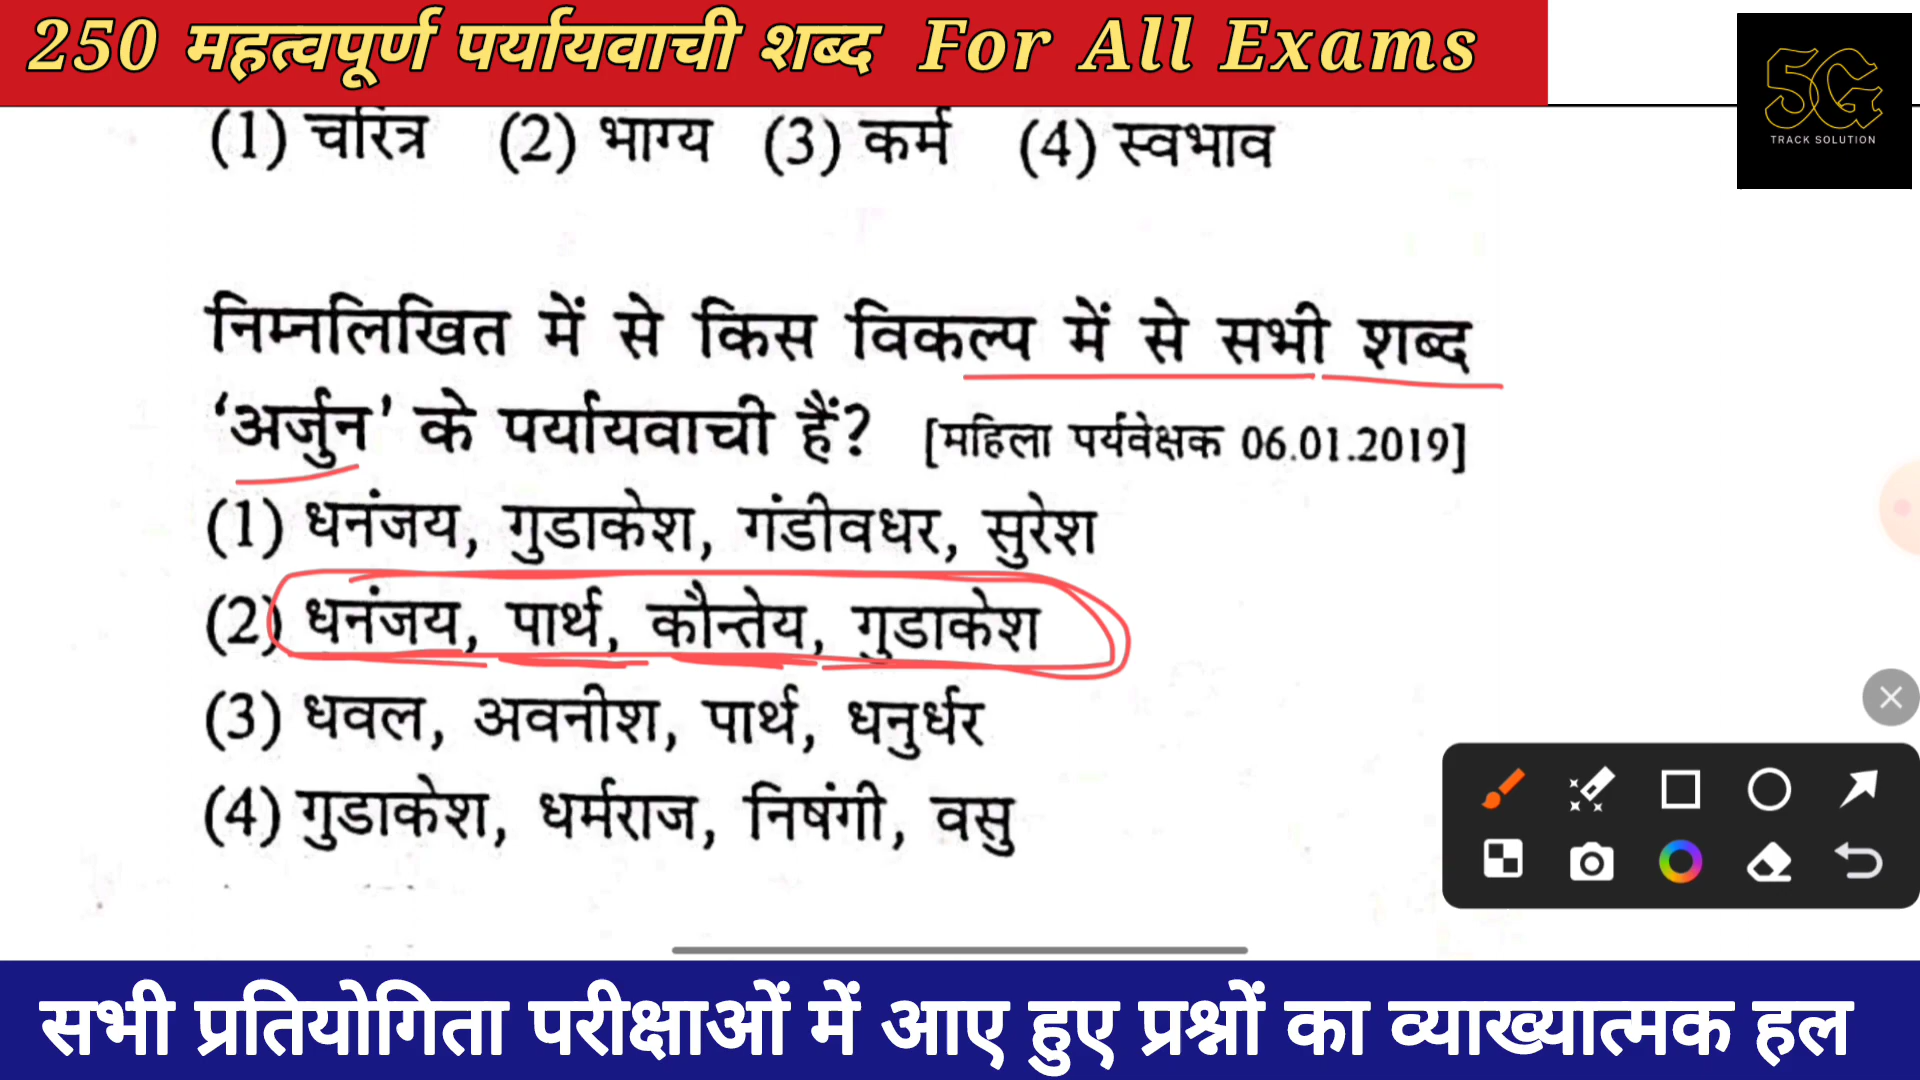 250 महत्वपूर्ण पर्यायवाची शब्द For All Exams
5G
TRACK SOLUTION
(1) चरित्र (2) भाग्य (3) कर्म (4) स्वभाव
निम्नलिखित में से किस विकल्प में से सभी शब्द
‘अर्जुन’ के पर्यायवाची हैं? [महिला पर्यवेक्षक 06.01.2019]
(1) धनंजय, गुडाकेश, गंडीवधर, सुरेश
(2) धनंजय, पार्थ, कौन्तेय, गुडाकेश
(3) धवल, अवनीश, पार्थ, धनुर्धर
(4) गुडाकेश, धर्मराज, निषंगी, वसु
सभी प्रतियोगिता परीक्षाओं में आए हुए प्रश्नों का व्याख्यात्मक हल